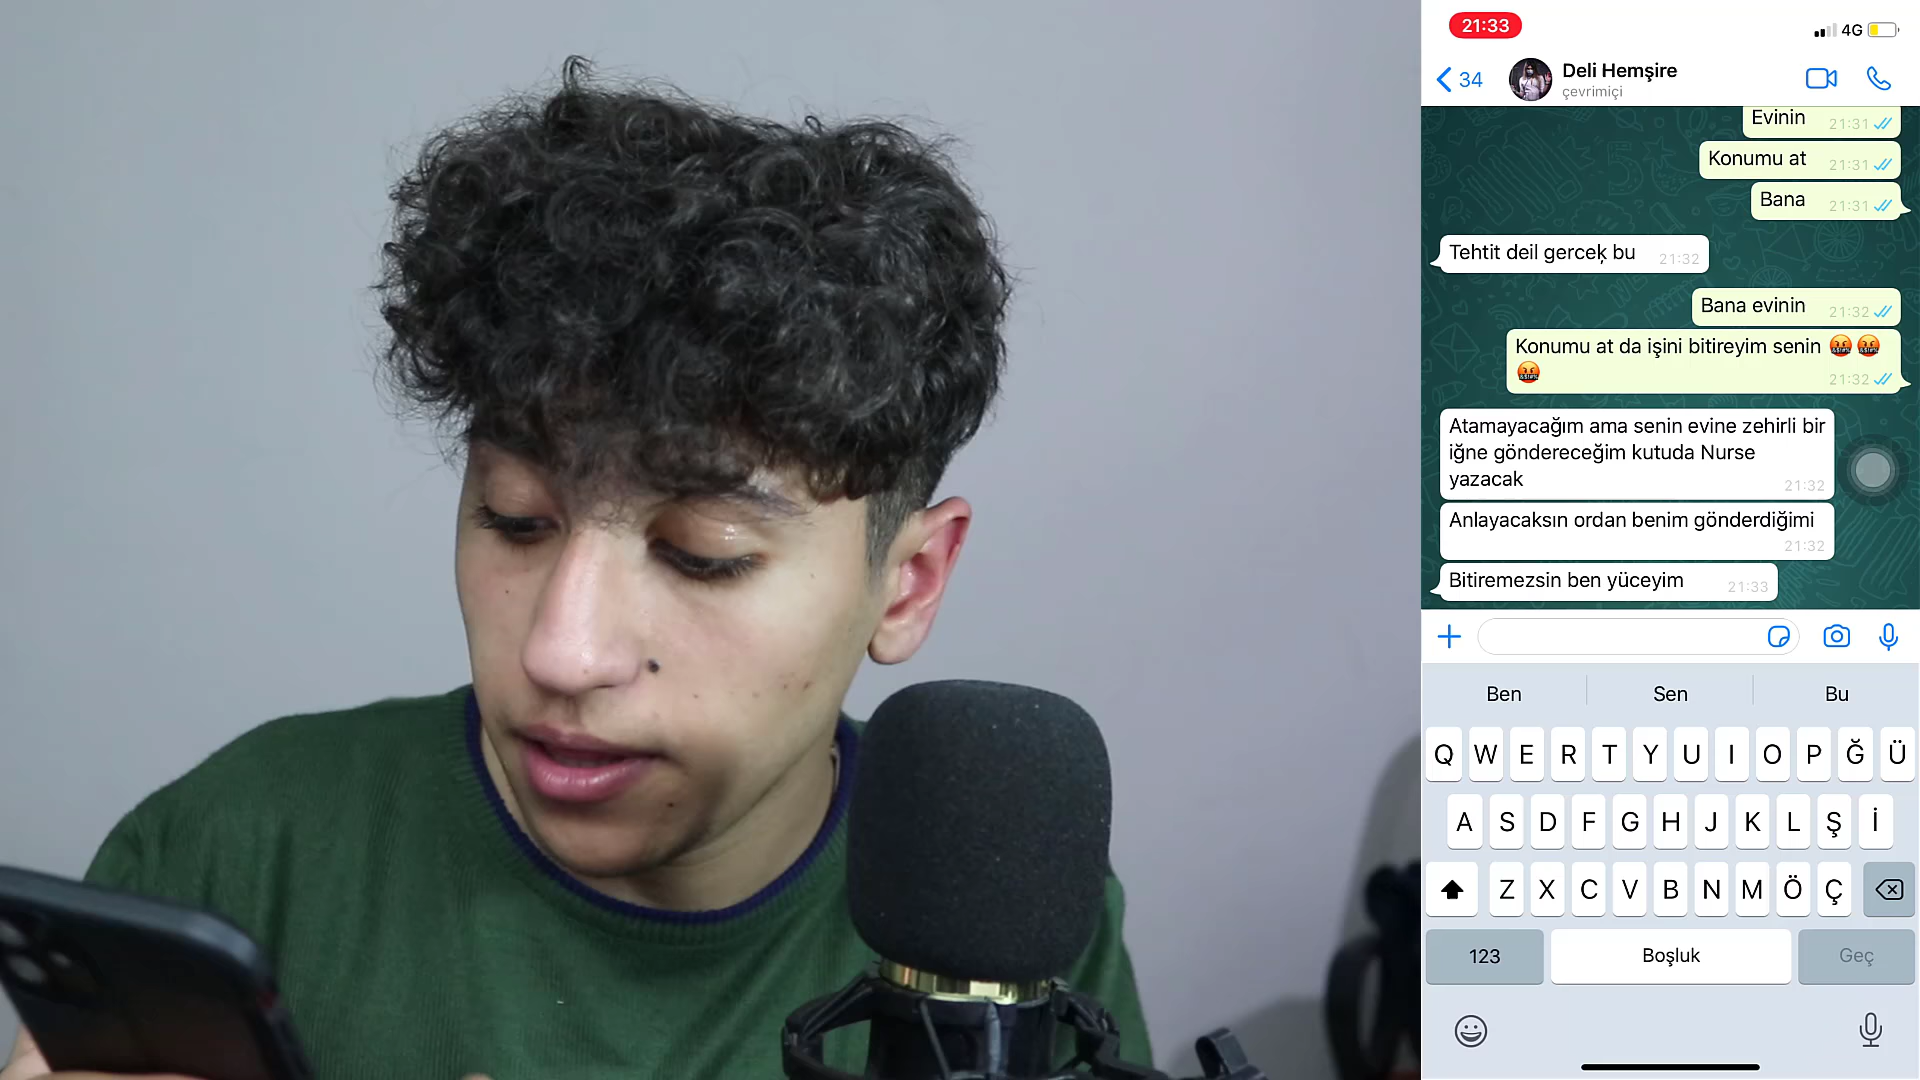 21:33
4G
34
Deli Hemşire
çevrimiçi
Evinin 21:31
Konumu at 21:31
Bana 21:31
Tehtit deil gercek bu 21:32
Bana evinin 21:32
Konumu at da işini bitireyim senin 🤬🤬
🤬 21:32
Atamayacağım ama senin evine zehirli bir
iğne göndereceğim kutuda Nurse
yazacak 21:32
Anlayacaksın ordan benim gönderdiğimi
21:32
Bitiremezsin ben yüceyim 21:33
Ben Sen Bu
Q W E R T Y U I O P Ğ Ü
A S D F G H J K L Ş İ
Z X C V B N M Ö Ç
123 Boşluk Geç